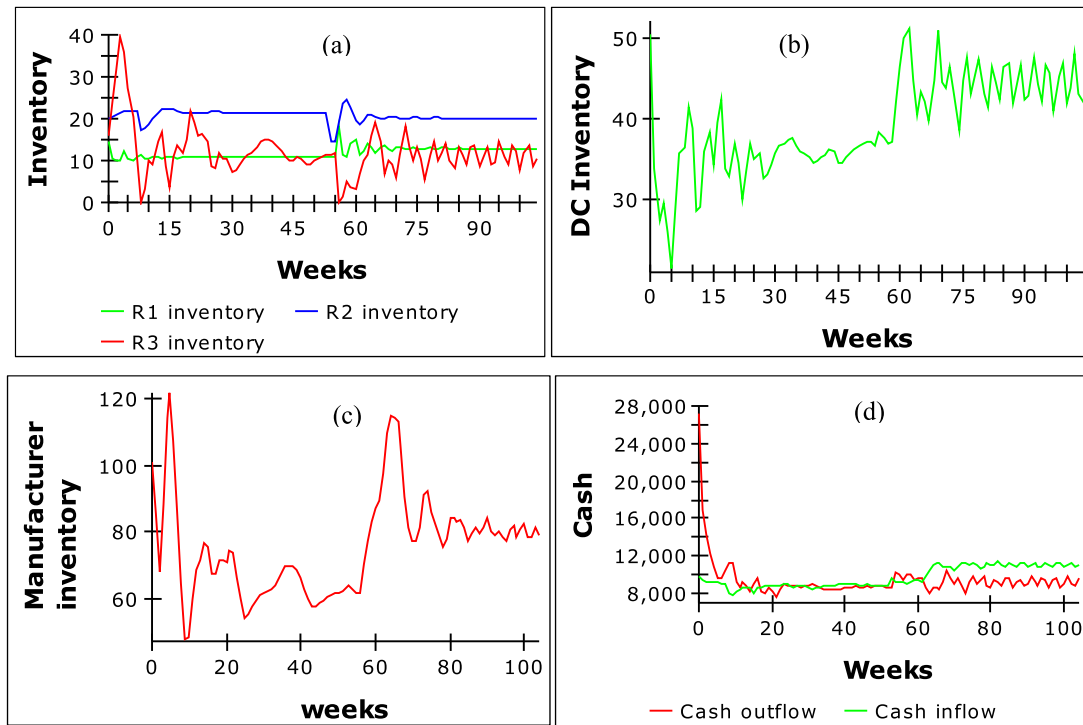 (a)
Inventory
40
30
20
10
0
0 15 30 45 60 75 90
Weeks
R1 inventory R2 inventory
R3 inventory
(b)
DC Inventory
50
40
30
0 15 30 45 60 75 90
Weeks
(c)
Manufacturer
inventory
120
100
80
60
0 20 40 60 80 100
weeks
(d)
Cash
28,000
24,000
20,000
16,000
12,000
8,000
0 20 40 60 80 100
Weeks
Cash outflow Cash inflow